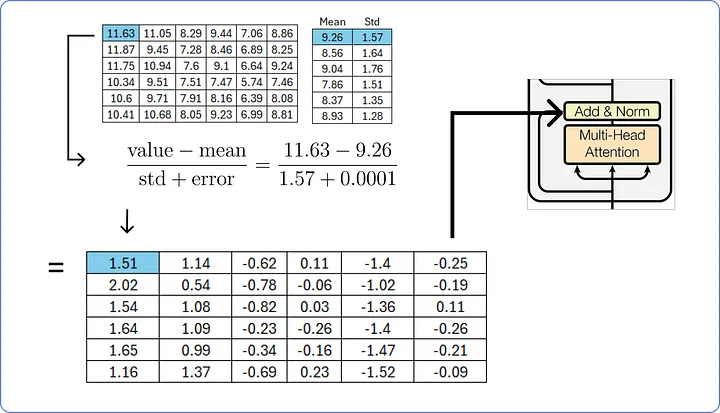 Mean Std
11.63 11.05 8.29 9.44 7.06 8.86
11.87 9.45 7.28 8.46 6.89 8.25
11.75 10.94 7.6 9.1 6.64 9.24
10.34 9.51 7.51 7.47 5.74 7.46
10.6 9.71 7.91 8.16 6.39 8.08
10.41 10.68 8.05 9.23 6.99 8.81
9.26 1.57
8.56 1.64
9.04 1.76
7.86 1.51
8.37 1.35
8.93 1.28
value − mean
std + error
=
11.63 − 9.26
1.57 + 0.0001
Add & Norm
Multi-Head
Attention
=
1.51 1.14 -0.62 0.11 -1.4 -0.25
2.02 0.54 -0.78 -0.06 -1.02 -0.19
1.54 1.08 -0.82 0.03 -1.36 0.11
1.64 1.09 -0.23 -0.26 -1.4 -0.26
1.65 0.99 -0.34 -0.16 -1.47 -0.21
1.16 1.37 -0.69 0.23 -1.52 -0.09